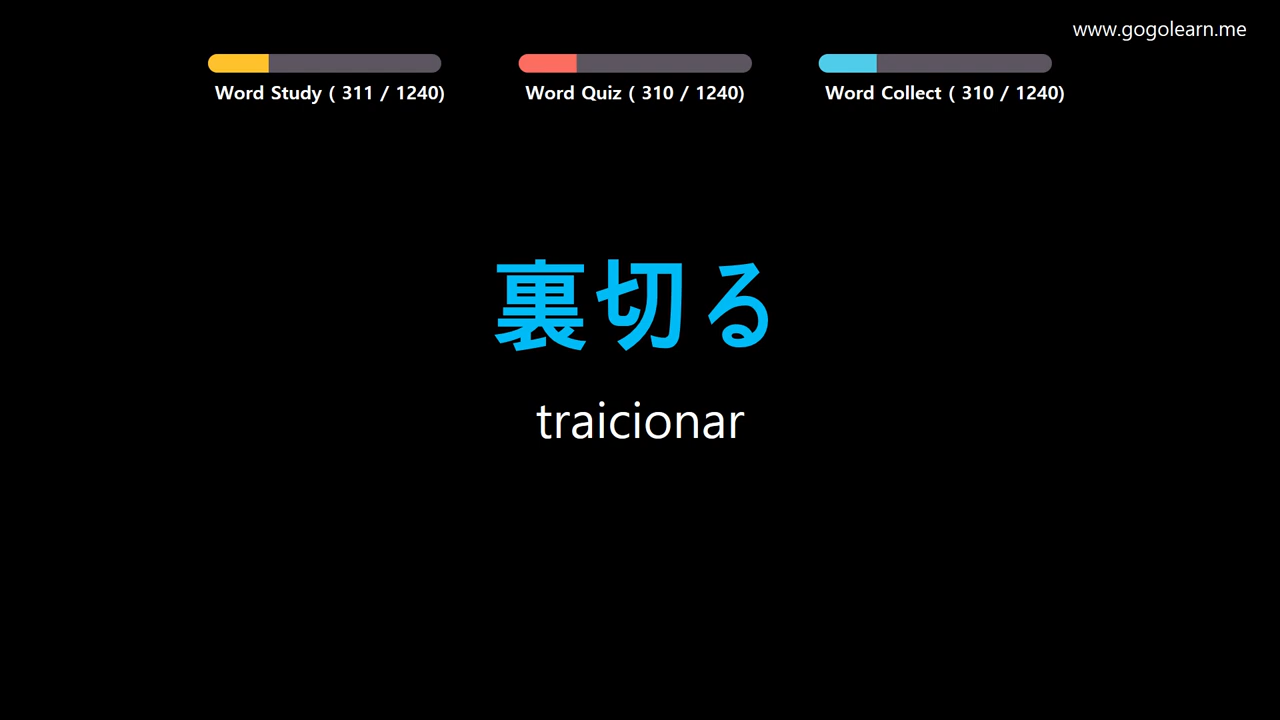 www.gogolearn.me
Word Study ( 311 / 1240)
Word Quiz ( 310 / 1240)
Word Collect ( 310 / 1240)
裏切る
traicionar